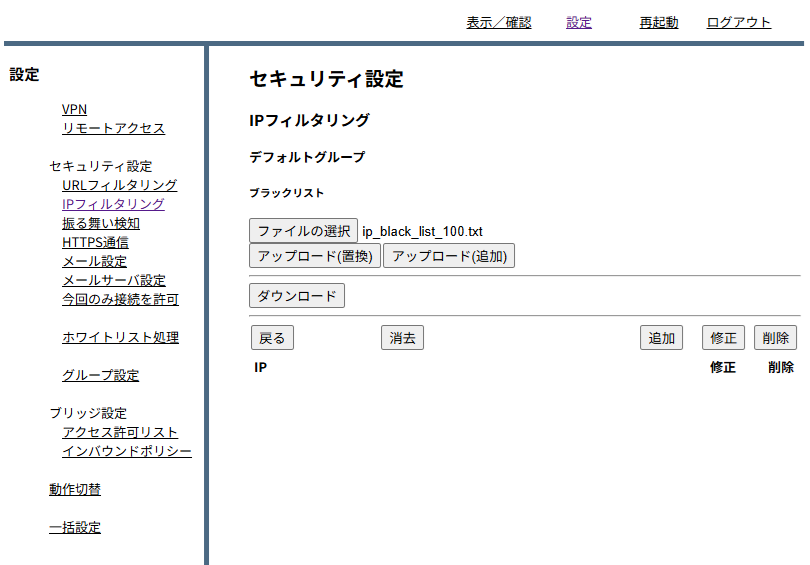 表示／確認 設定 再起動 ログアウト
設定
VPN
リモートアクセス
セキュリティ設定
URLフィルタリング
IPフィルタリング
振る舞い検知
HTTPS通信
メール設定
メールサーバ設定
今回のみ接続を許可
ホワイトリスト処理
グループ設定
ブリッジ設定
アクセス許可リスト
インバウンドポリシー
動作切替
一括設定
セキュリティ設定
IPフィルタリング
デフォルトグループ
ブラックリスト
ファイルの選択 ip_black_list_100.txt
アップロード(置換) アップロード(追加)
ダウンロード
戻る 消去 追加 修正 削除
IP 修正 削除